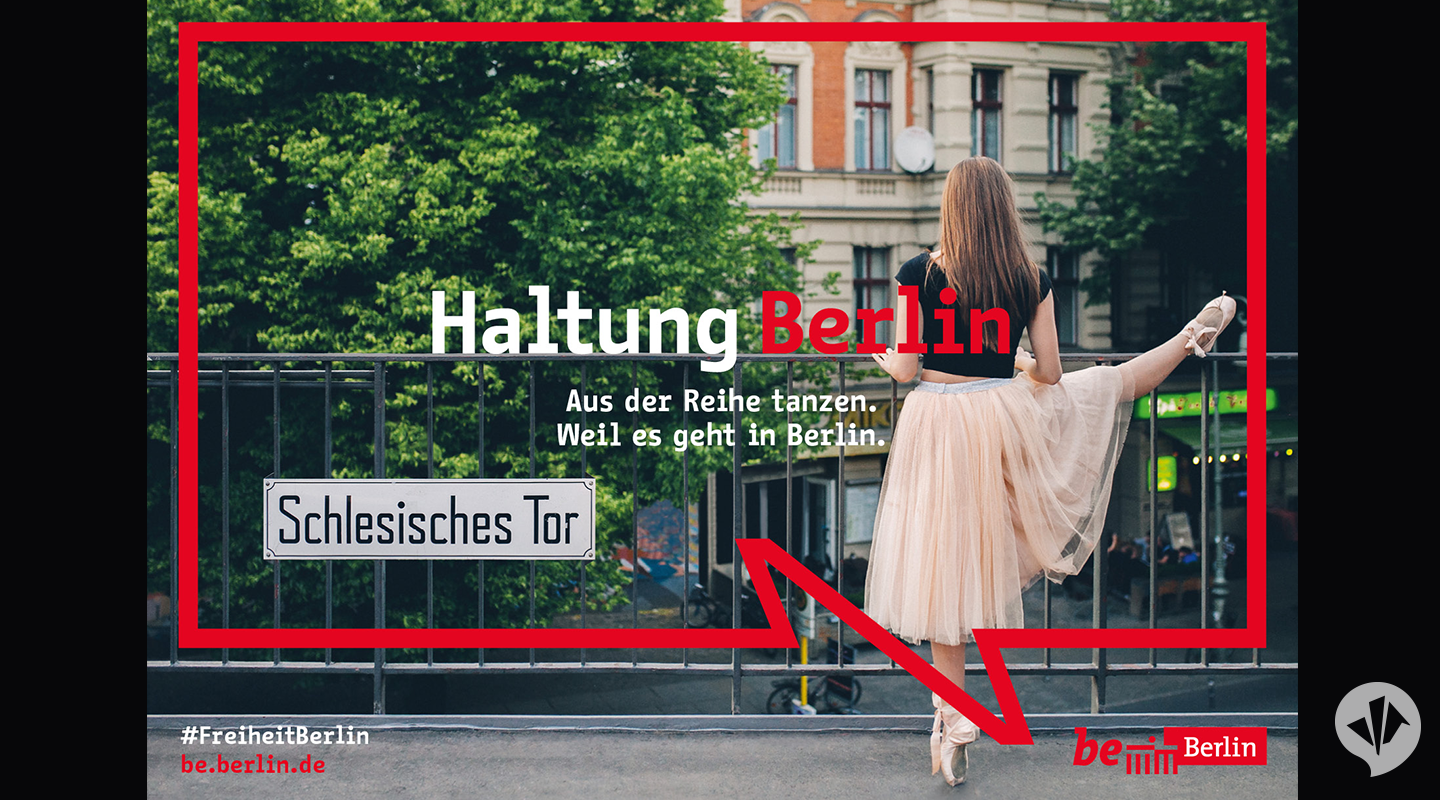 Haltung Berlin
Aus der Reihe tanzen.
Weil es geht in Berlin.
Schlesisches Tor
#FreiheitBerlin
be.berlin.de
be Berlin